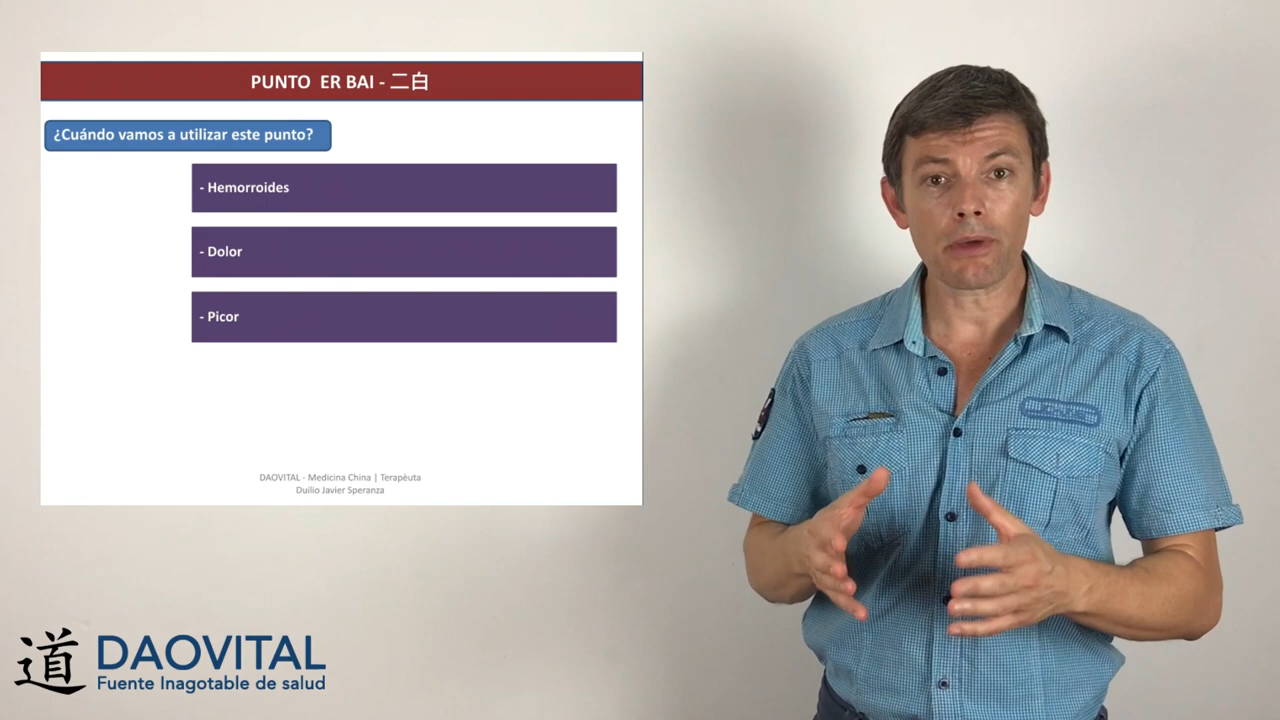 PUNTO ER BAI - 二白
¿Cuándo vamos a utilizar este punto?
- Hemorroides
- Dolor
- Picor
DAOVITAL - Medicina China | Terapèuta
Duilio Javier Speranza
道 DAOVITAL
Fuente Inagotable de salud